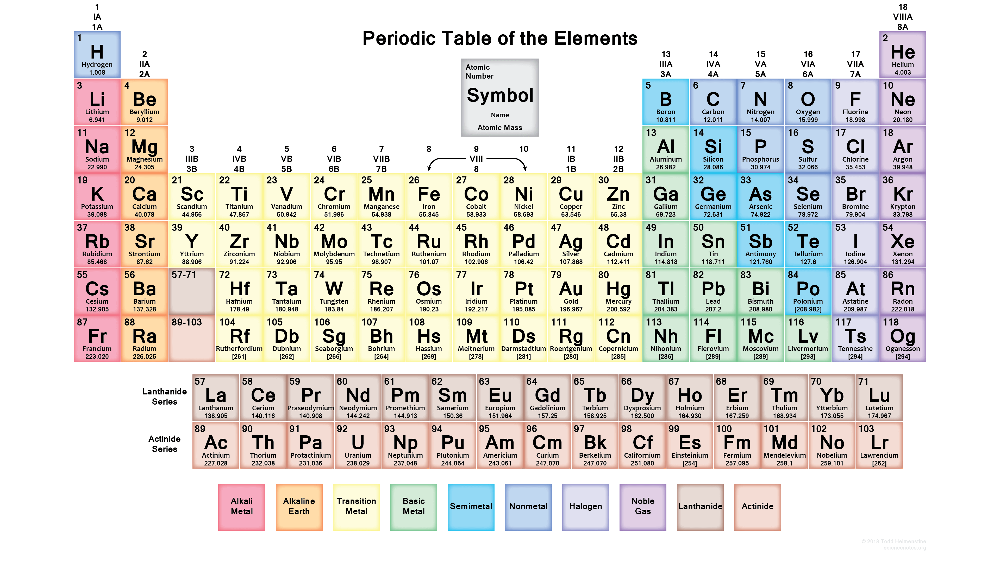 1
IA
1A
18
VIIIA
8A
Periodic Table of the Elements
1
H
Hydrogen
1.008
2
IIA
2A
13
IIIA
3A
14
IVA
4A
15
VA
5A
16
VIA
6A
17
VIIA
7A
2
He
Helium
4.003
Atomic
Number
Symbol
Name
Atomic Mass
3
Li
Lithium
6.941
4
Be
Beryllium
9.012
5
B
Boron
10.811
6
C
Carbon
12.011
7
N
Nitrogen
14.007
8
O
Oxygen
15.999
9
F
Fluorine
18.998
10
Ne
Neon
20.180
11
Na
Sodium
22.990
12
Mg
Magnesium
24.305
3
IIIB
3B
4
IVB
4B
5
VB
5B
6
VIB
6B
7
VIIB
7B
8
9
VIII
8
10
11
IB
1B
12
IIB
2B
13
Al
Aluminum
26.982
14
Si
Silicon
28.086
15
P
Phosphorus
30.974
16
S
Sulfur
32.066
17
Cl
Chlorine
35.453
18
Ar
Argon
39.948
19
K
Potassium
39.098
20
Ca
Calcium
40.078
21
Sc
Scandium
44.956
22
Ti
Titanium
47.867
23
V
Vanadium
50.942
24
Cr
Chromium
51.996
25
Mn
Manganese
54.938
26
Fe
Iron
55.845
27
Co
Cobalt
58.933
28
Ni
Nickel
58.693
29
Cu
Copper
63.546
30
Zn
Zinc
65.38
31
Ga
Gallium
69.723
32
Ge
Germanium
72.631
33
As
Arsenic
74.922
34
Se
Selenium
78.972
35
Br
Bromine
79.904
36
Kr
Krypton
83.798
37
Rb
Rubidium
85.468
38
Sr
Strontium
87.62
39
Y
Yttrium
88.906
40
Zr
Zirconium
91.224
41
Nb
Niobium
92.906
42
Mo
Molybdenum
95.95
43
Tc
Technetium
98.907
44
Ru
Ruthenium
101.07
45
Rh
Rhodium
102.906
46
Pd
Palladium
106.42
47
Ag
Silver
107.868
48
Cd
Cadmium
112.411
49
In
Indium
114.818
50
Sn
Tin
118.711
51
Sb
Antimony
121.760
52
Te
Tellurium
127.6
53
I
Iodine
126.904
54
Xe
Xenon
131.294
55
Cs
Cesium
132.905
56
Ba
Barium
137.328
57-71
72
Hf
Hafnium
178.49
73
Ta
Tantalum
180.948
74
W
Tungsten
183.84
75
Re
Rhenium
186.207
76
Os
Osmium
190.23
77
Ir
Iridium
192.217
78
Pt
Platinum
195.085
79
Au
Gold
196.967
80
Hg
Mercury
200.592
81
Tl
Thallium
204.383
82
Pb
Lead
207.2
83
Bi
Bismuth
208.980
84
Po
Polonium
[208.982]
85
At
Astatine
209.987
86
Rn
Radon
222.018
87
Fr
Francium
223.020
88
Ra
Radium
226.025
89-103
104
Rf
Rutherfordium
[261]
105
Db
Dubnium
[262]
106
Sg
Seaborgium
[266]
107
Bh
Bohrium
[264]
108
Hs
Hassium
[269]
109
Mt
Meitnerium
[278]
110
Ds
Darmstadtium
[281]
111
Rg
Roentgenium
[280]
112
Cn
Copernicium
[285]
113
Nh
Nihonium
[286]
114
Fl
Flerovium
[289]
115
Mc
Moscovium
[289]
116
Lv
Livermorium
[293]
117
Ts
Tennessine
[294]
118
Og
Oganesson
[294]
Lanthanide
Series
57
La
Lanthanum
138.905
58
Ce
Cerium
140.116
59
Pr
Praseodymium
140.908
60
Nd
Neodymium
144.242
61
Pm
Promethium
144.913
62
Sm
Samarium
150.36
63
Eu
Europium
151.964
64
Gd
Gadolinium
157.25
65
Tb
Terbium
158.925
66
Dy
Dysprosium
162.500
67
Ho
Holmium
164.930
68
Er
Erbium
167.259
69
Tm
Thulium
168.934
70
Yb
Ytterbium
173.055
71
Lu
Lutetium
174.967
Actinide
Series
89
Ac
Actinium
227.028
90
Th
Thorium
232.038
91
Pa
Protactinium
231.036
92
U
Uranium
238.029
93
Np
Neptunium
237.048
94
Pu
Plutonium
244.064
95
Am
Americium
243.061
96
Cm
Curium
247.070
97
Bk
Berkelium
247.070
98
Cf
Californium
251.080
99
Es
Einsteinium
[254]
100
Fm
Fermium
257.095
101
Md
Mendelevium
258.1
102
No
Nobelium
259.101
103
Lr
Lawrencium
[262]
Alkali
Metal
Alkaline
Earth
Transition
Metal
Basic
Metal
Semimetal
Nonmetal
Halogen
Noble
Gas
Lanthanide
Actinide
© 2018 Todd Helmenstine
sciencenotes.org